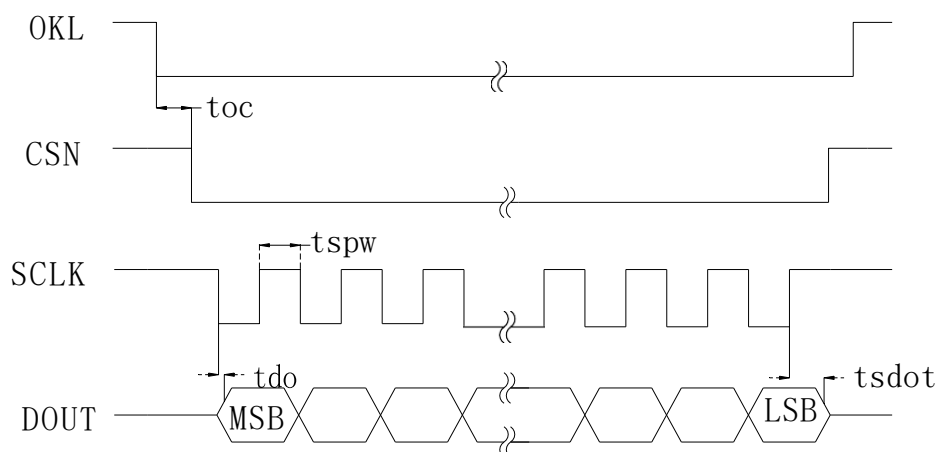 OKL
toc
CSN
tspw
SCLK
tdo
tsdot
DOUT
MSB
LSB